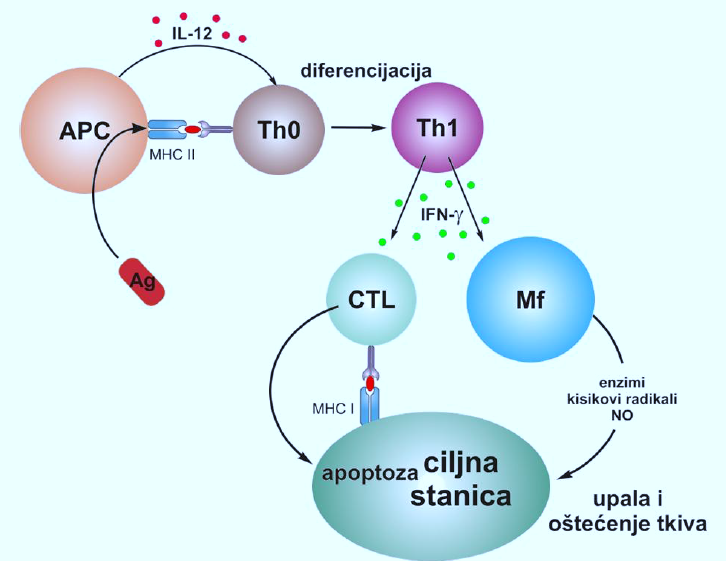 IL-12
diferencijacija
APC
MHC II
Th0
Th1
Ag
IFN-γ
CTL
Mf
MHC I
enzimi
kisikovi radikali
NO
apoptoza
ciljna
stanica
upala i
oštećenje tkiva